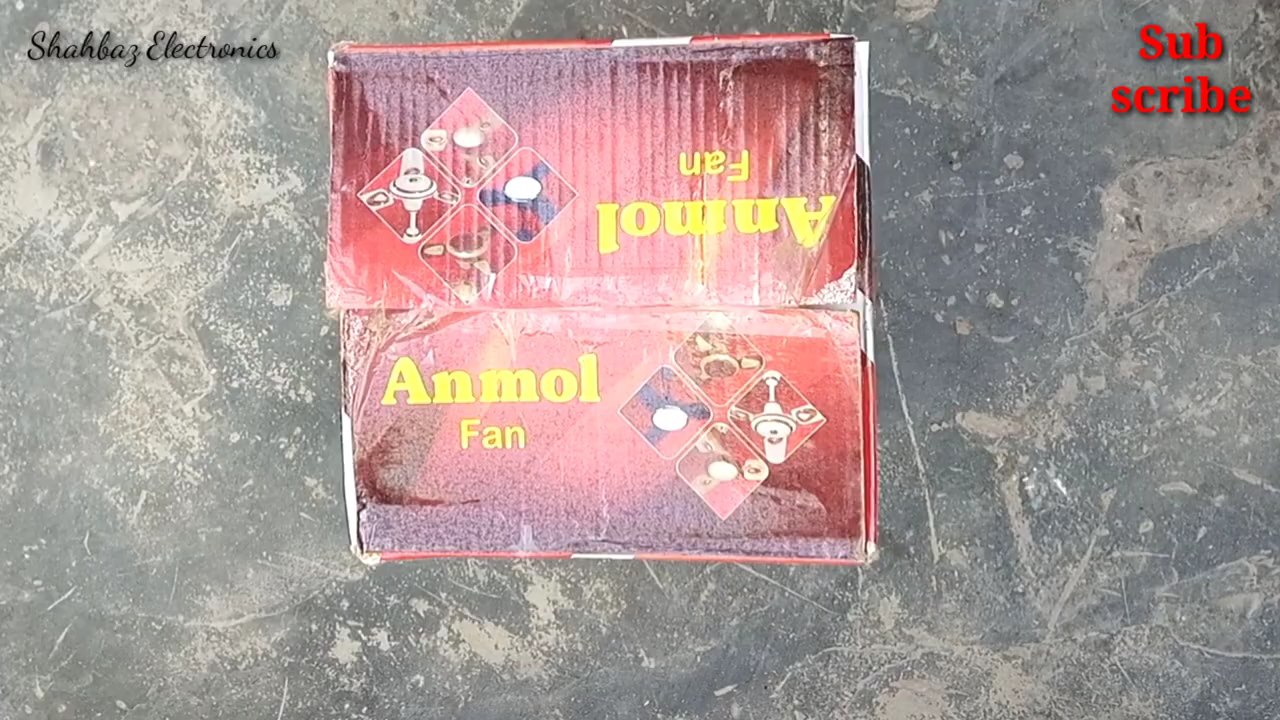 Shahbaz Electronics
Sub
scribe
Fan
Anmol
Anmol
Fan